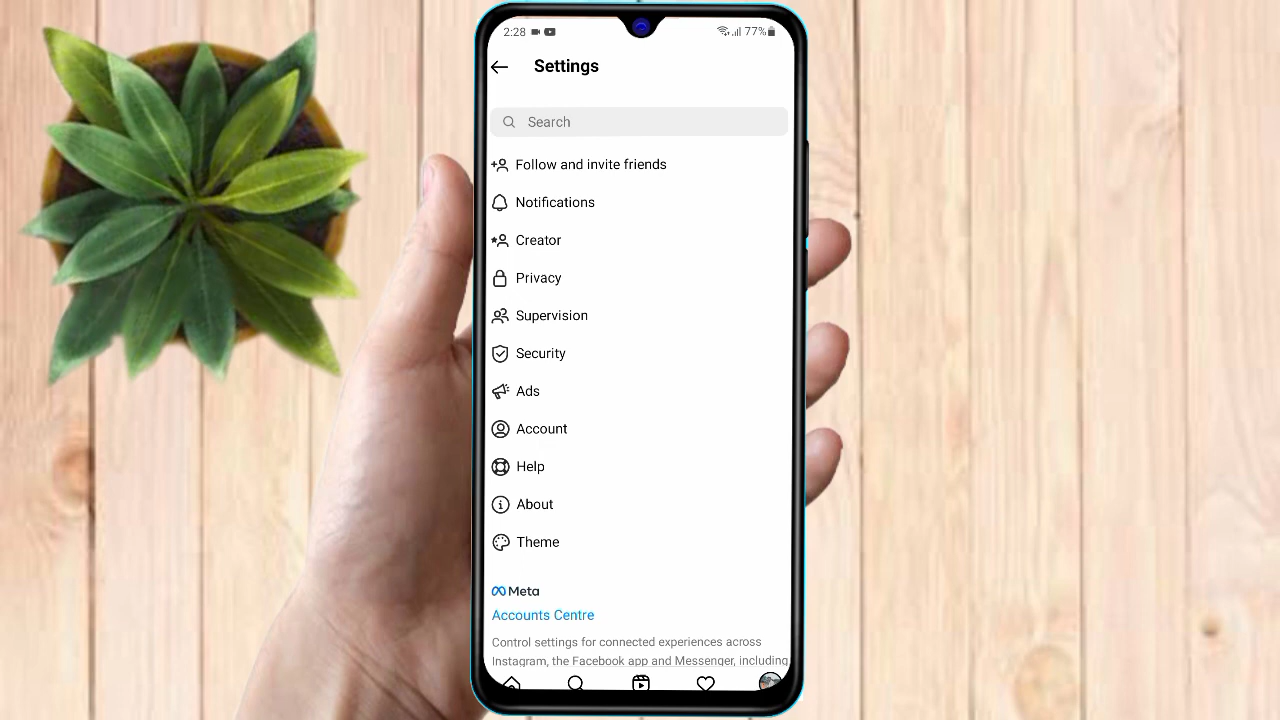 2:28 77%
Settings
Search
Follow and invite friends
Notifications
Creator
Privacy
Supervision
Security
Ads
Account
Help
About
Theme
Meta
Accounts Centre
Control settings for connected experiences across
Instagram, the Facebook app and Messenger, including